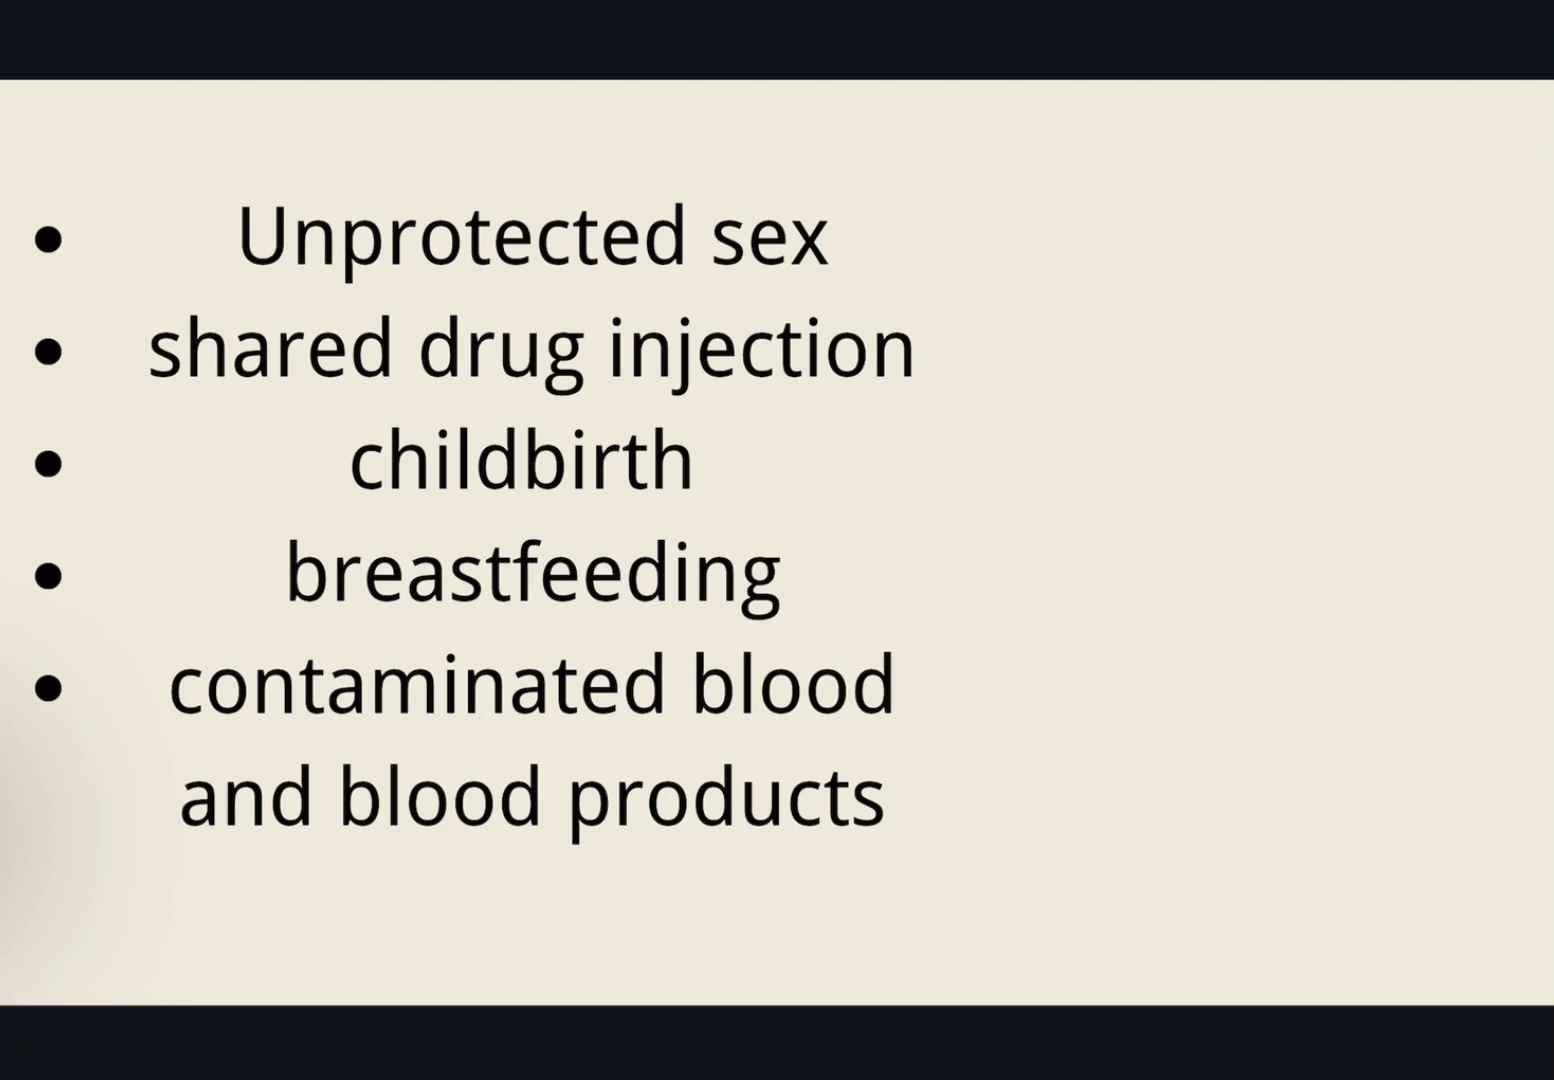 • Unprotected sex
• shared drug injection
• childbirth
• breastfeeding
• contaminated blood
and blood products